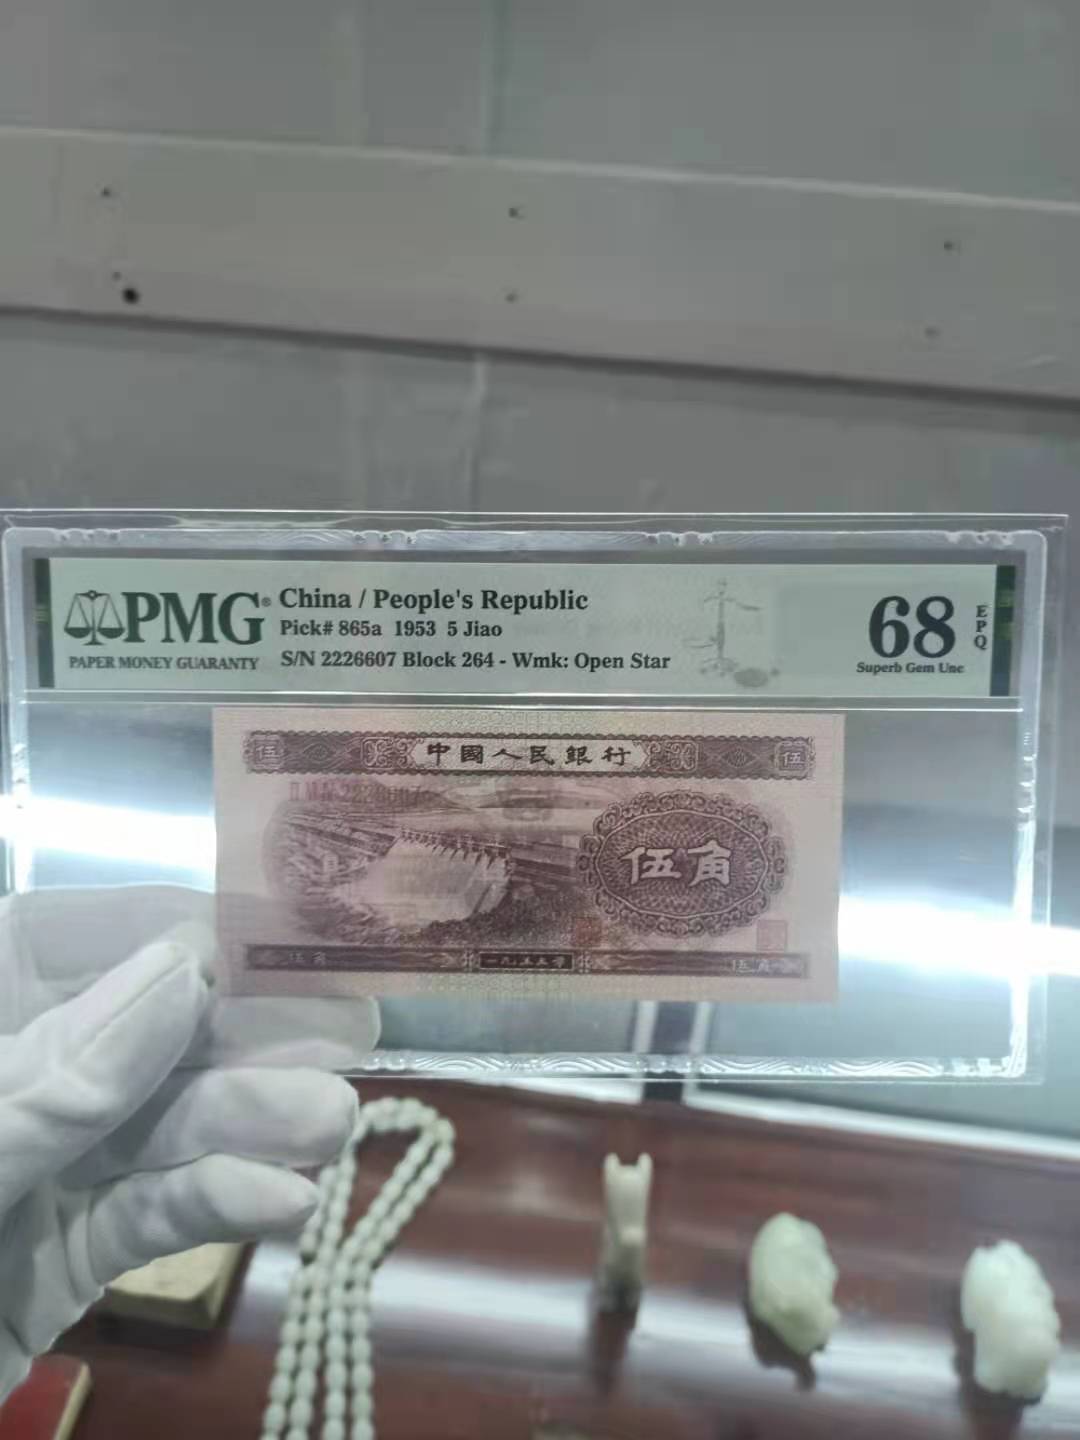 PMG®
PAPER MONEY GUARANTY
China / People's Republic
Pick# 865a 1953 5 Jiao
S/N 2226607 Block 264 - Wmk: Open Star
68
EPQ
Superb Gem Unc
伍 中國人民銀行 伍
2226607
伍角
伍角 一九五三年 伍角